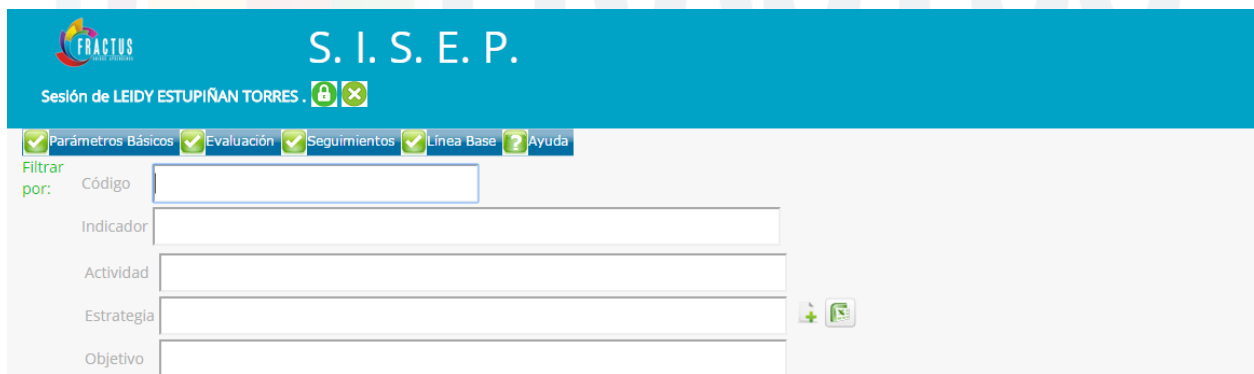 FRACTUS
S. I. S. E. P.
Sesión de LEIDY ESTUPIÑAN TORRES .
Parámetros Básicos Evaluación Seguimientos Línea Base Ayuda
Filtrar por:
Código
Indicador
Actividad
Estrategia
Objetivo